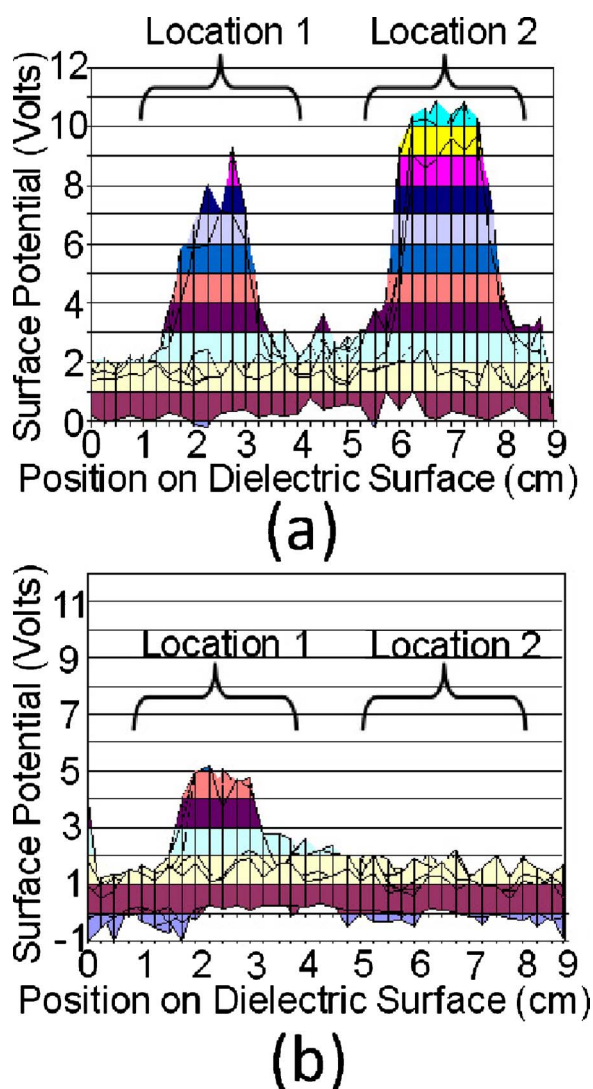 Location 1 Location 2
Surface Potential (Volts)
12
10
8
6
4
2
0
0 1 2 3 4 5 6 7 8 9
Position on Dielectric Surface (cm)
(a)
Location 1 Location 2
Surface Potential (Volts)
11
9
7
5
3
1
-1
0 2 3 4 5 6 7 8 9
Position on Dielectric Surface (cm)
(b)